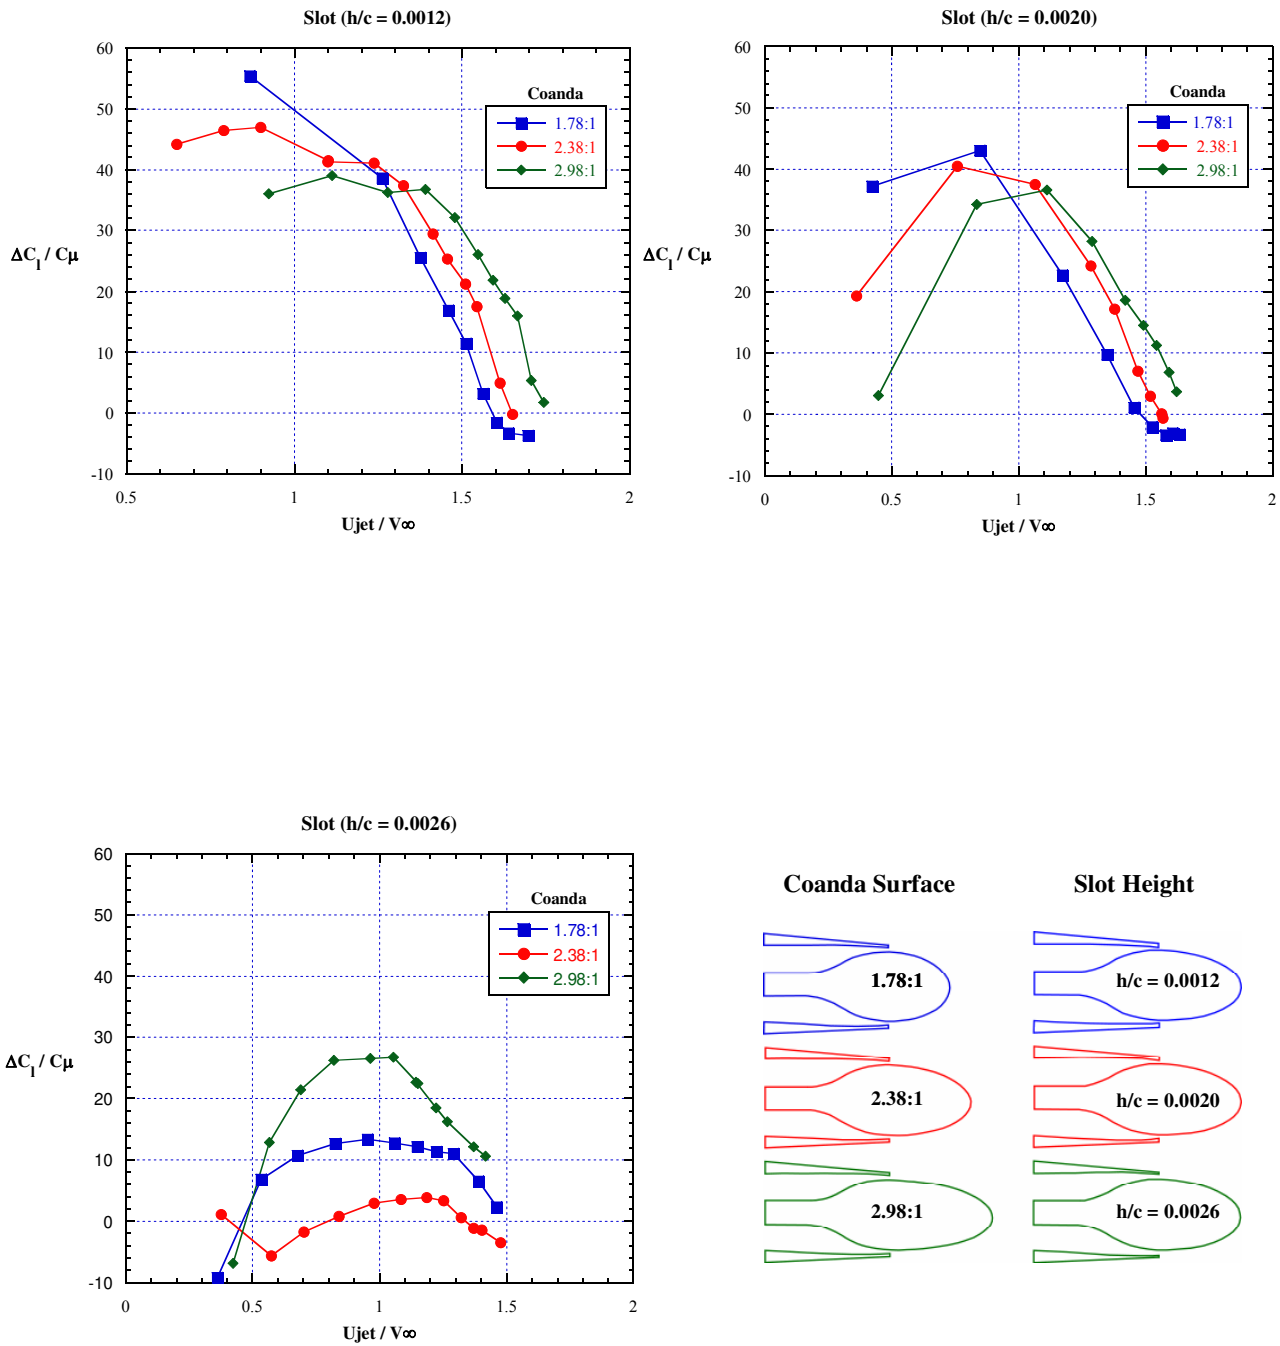 Slot (h/c = 0.0012)
60
50
40
30
20
10
0
-10
ΔCl / Cμ
Coanda
1.78:1
2.38:1
2.98:1
0.5
1
1.5
2
Ujet / V∞
Slot (h/c = 0.0020)
60
50
40
30
20
10
0
-10
ΔCl / Cμ
Coanda
1.78:1
2.38:1
2.98:1
0
0.5
1
1.5
2
Ujet / V∞
Slot (h/c = 0.0026)
60
50
40
30
20
10
0
-10
ΔCl / Cμ
Coanda
1.78:1
2.38:1
2.98:1
0
0.5
1
1.5
2
Ujet / V∞
Coanda Surface
1.78:1
2.38:1
2.98:1
Slot Height
h/c = 0.0012
h/c = 0.0020
h/c = 0.0026